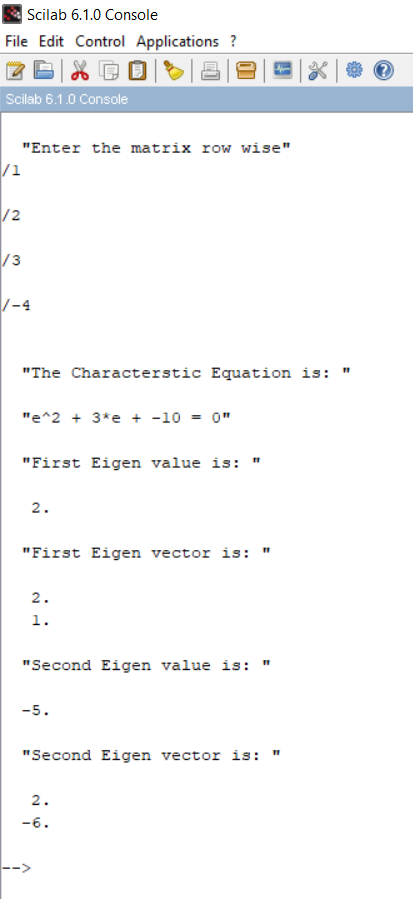 Scilab 6.1.0 Console
File Edit Control Applications ?
Scilab 6.1.0 Console
"Enter the matrix row wise"
/1
/2
/3
/-4
"The Characterstic Equation is: "
"e^2 + 3*e + -10 = 0"
"First Eigen value is: "
2.
"First Eigen vector is: "
2.
1.
"Second Eigen value is: "
-5.
"Second Eigen vector is: "
2.
-6.
-->